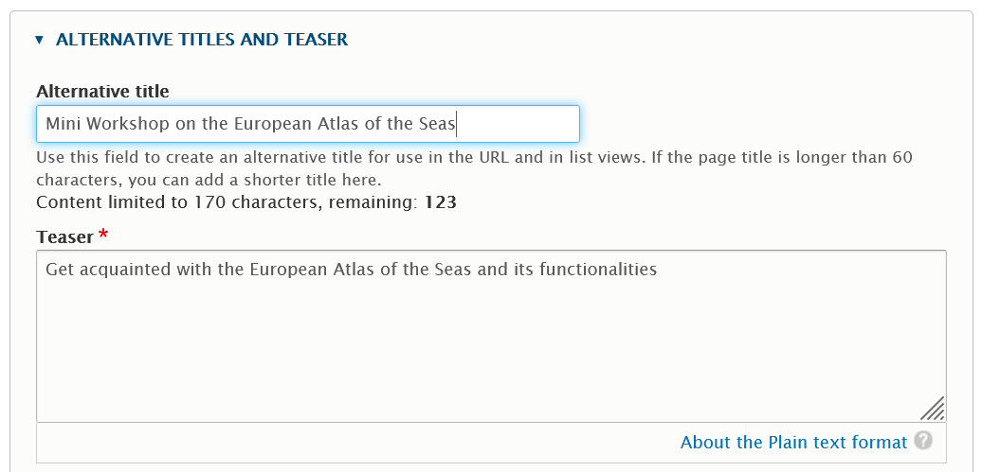 ALTERNATIVE TITLES AND TEASER
Alternative title
Mini Workshop on the European Atlas of the Seas
Use this field to create an alternative title for use in the URL and in list views. If the page title is longer than 60
characters, you can add a shorter title here.
Content limited to 170 characters, remaining: 123
Teaser *
Get acquainted with the European Atlas of the Seas and its functionalities
About the Plain text format ?